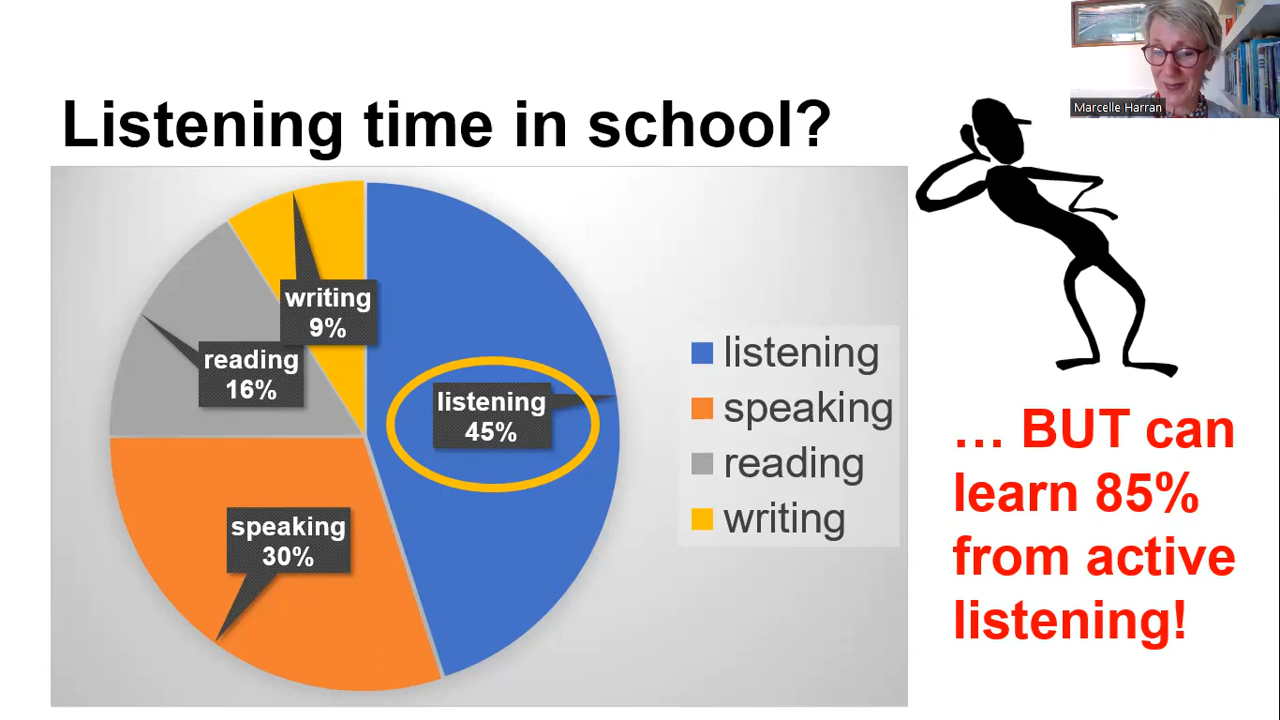 Marcelle Harran
Listening time in school?
writing
9%
reading
16%
listening
45%
speaking
30%
listening
speaking
reading
writing
… BUT can
learn 85%
from active
listening!